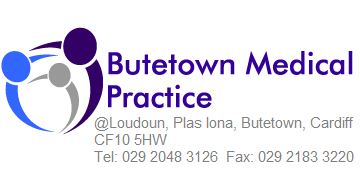 Butetown Medical
Practice
@Loudoun, Plas Iona, Butetown, Cardiff
CF10 5HW
Tel: 029 2048 3126 Fax: 029 2183 3220